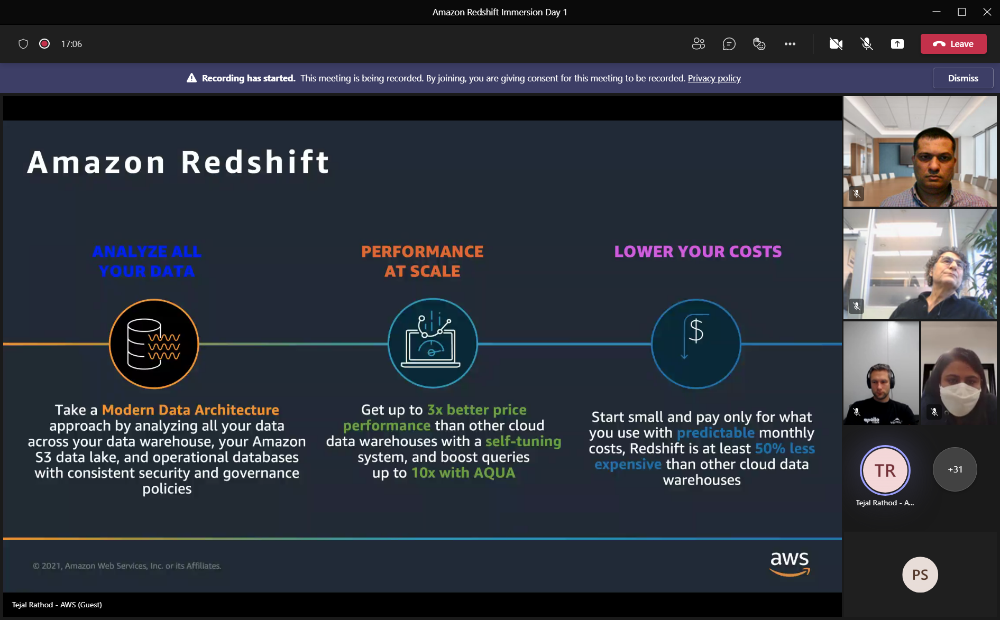 Amazon Redshift Immersion Day 1
17:06
Leave
Recording has started. This meeting is being recorded. By joining, you are giving consent for this meeting to be recorded. Privacy policy
Dismiss
Amazon Redshift
ANALYZE ALL
YOUR DATA
Take a Modern Data Architecture
approach by analyzing all your data
across your data warehouse, your Amazon
S3 data lake, and operational databases
with consistent security and governance
policies
PERFORMANCE
AT SCALE
Get up to 3x better price
performance than other cloud
data warehouses with a self-tuning
system, and boost queries
up to 10x with AQUA
LOWER YOUR COSTS
$
Start small and pay only for what
you use with predictable monthly
costs, Redshift is at least 50% less
expensive than other cloud data
warehouses
© 2021, Amazon Web Services, Inc. or its Affiliates.
aws
Tejal Rathod - AWS (Guest)
apollo
TR
Tejal Rathod - A...
+31
PS